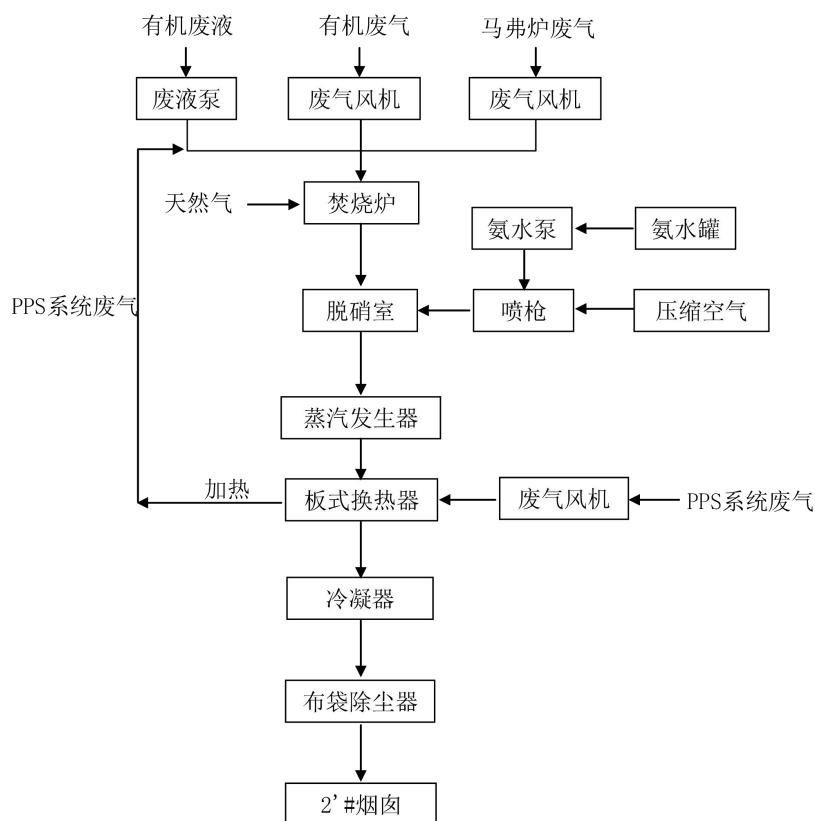 有机废液
有机废气
马弗炉废气
废液泵
废气风机
废气风机
天然气
焚烧炉
氨水泵
氨水罐
PPS系统废气
脱硝室
喷枪
压缩空气
蒸汽发生器
加热
板式换热器
废气风机
PPS系统废气
冷凝器
布袋除尘器
2'#烟囱